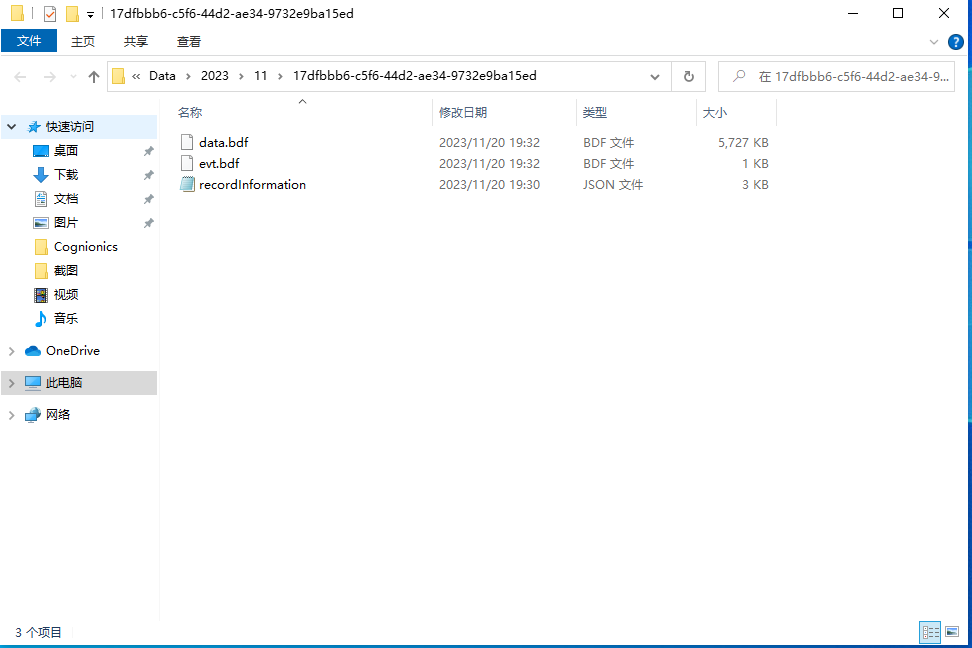 17dfbbb6-c5f6-44d2-ae34-9732e9ba15ed
文件 主页 共享 查看
« Data › 2023 › 11 › 17dfbbb6-c5f6-44d2-ae34-9732e9ba15ed
在 17dfbbb6-c5f6-44d2-ae34-9...
名称 修改日期 类型 大小
data.bdf 2023/11/20 19:32 BDF 文件 5,727 KB
evt.bdf 2023/11/20 19:32 BDF 文件 1 KB
recordInformation 2023/11/20 19:30 JSON 文件 3 KB
快速访问
桌面
下载
文档
图片
Cognionics
截图
视频
音乐
OneDrive
此电脑
网络
3 个项目